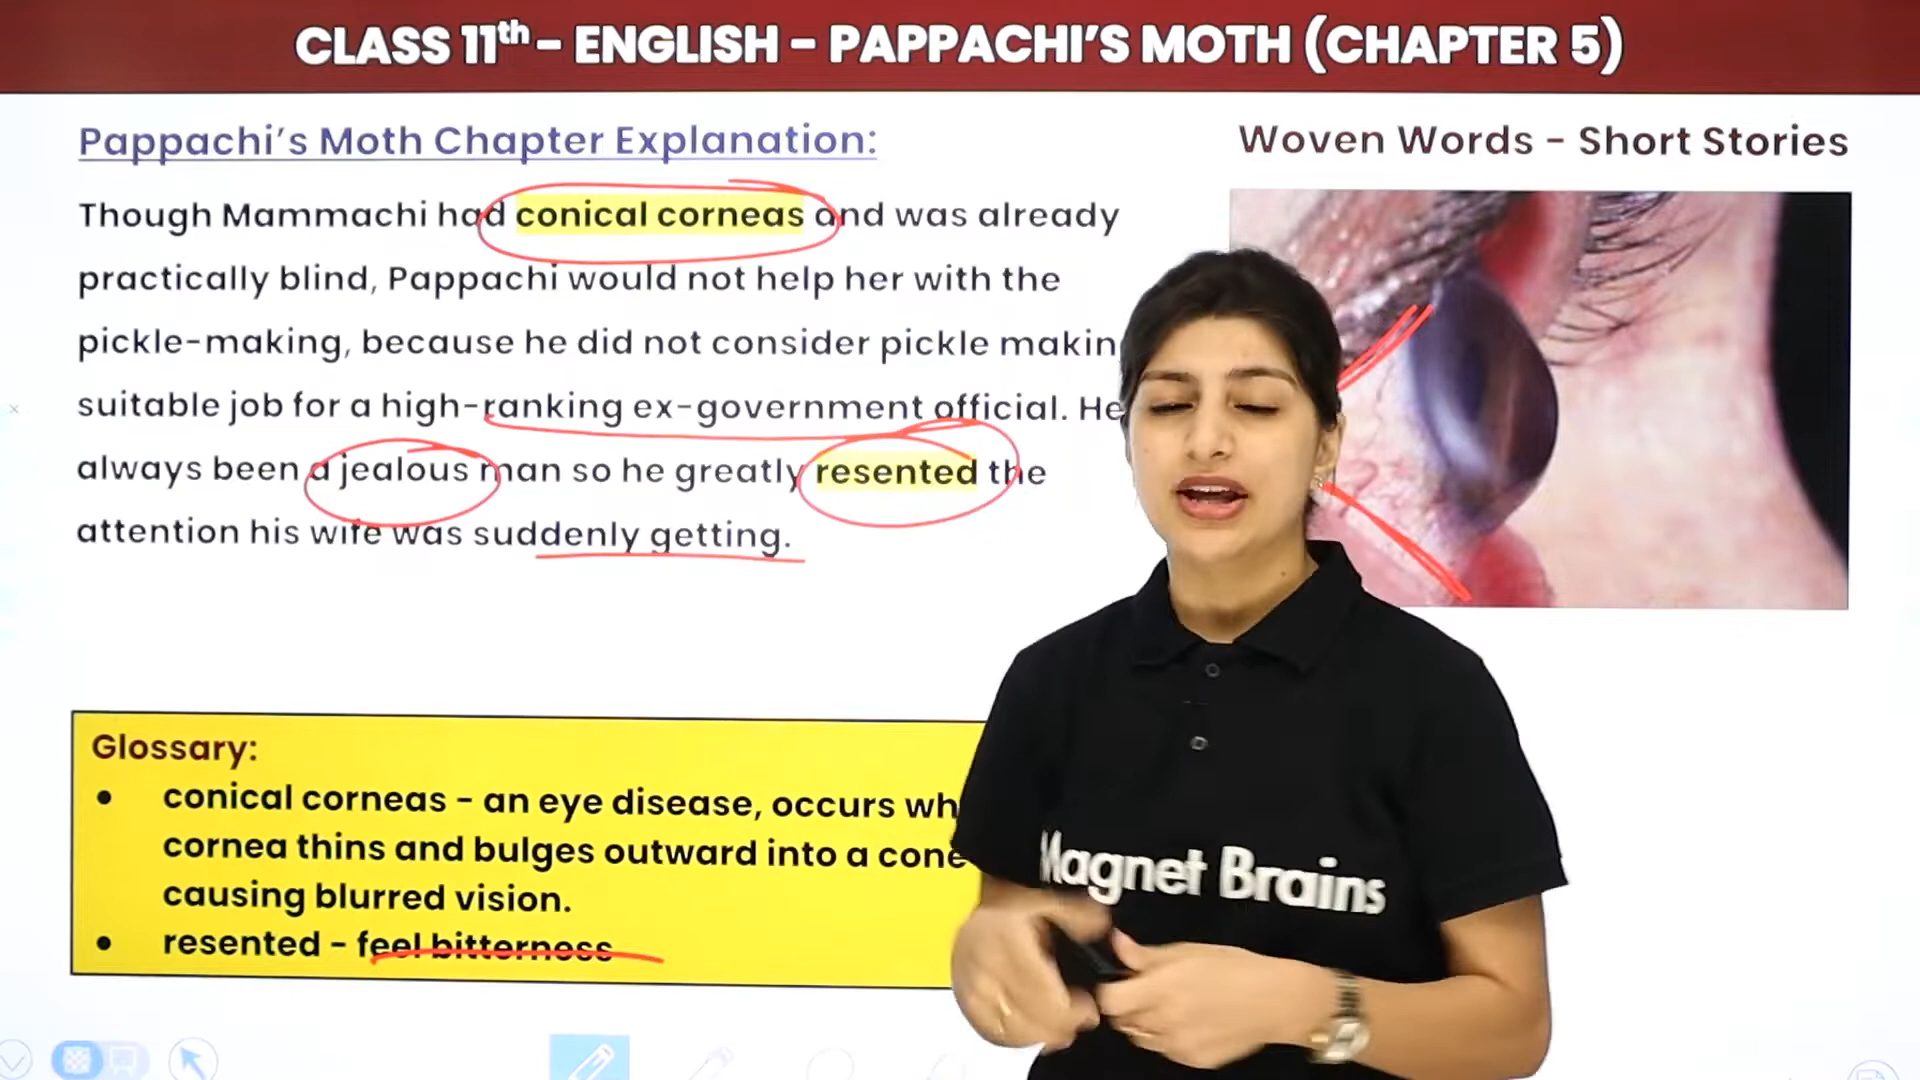 CLASS 11th – ENGLISH – PAPPACHI'S MOTH (CHAPTER 5)
Pappachi's Moth Chapter Explanation:
Woven Words – Short Stories
Though Mammachi had conical corneas and was already
practically blind, Pappachi would not help her with the
pickle-making, because he did not consider pickle
suitable job for a high-ranking ex-government official. He
always been a jealous man so he greatly resented the
attention his wife was suddenly getting.
Glossary:
• conical corneas – an eye disease, occurs
cornea thins and bulges outward into a cone
causing blurred vision.
• resented – feel bitterness
Magnet Brains